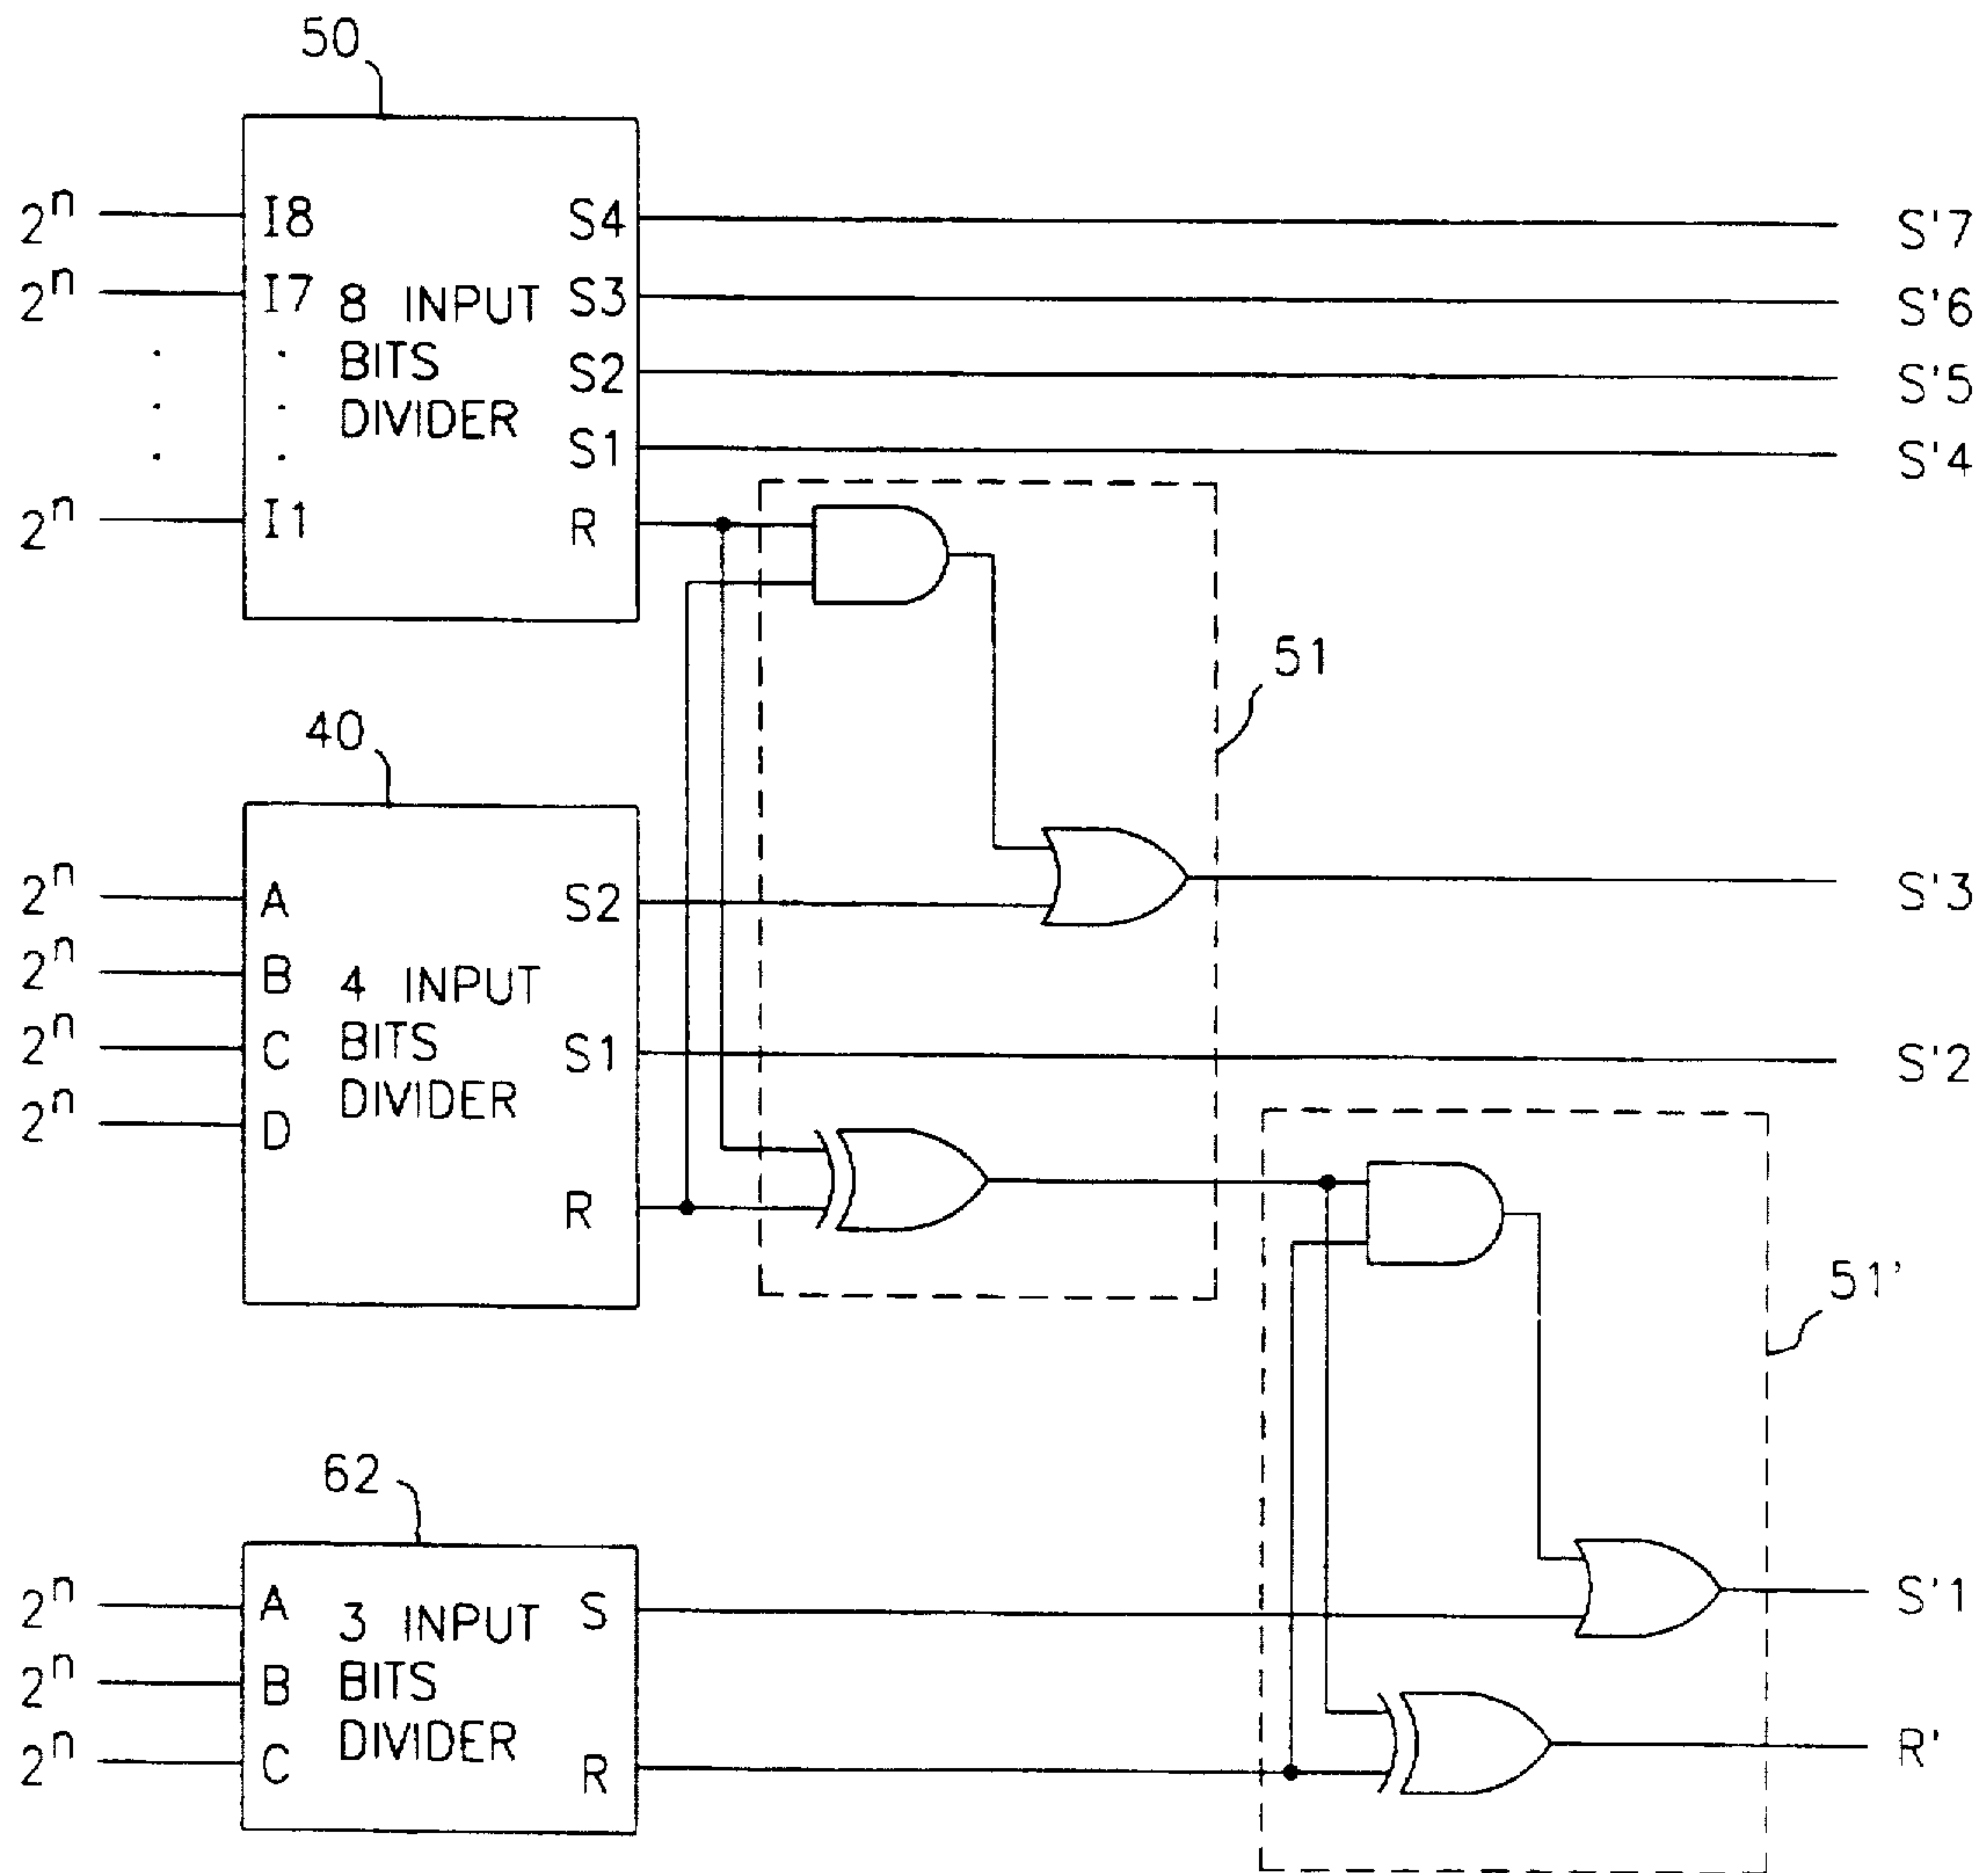 50
2ⁿ I8 S4 S'7
2ⁿ I7 8 INPUT S3 S'6
BITS S2 S'5
DIVIDER S1 S'4
2ⁿ I1 R
51
40
2ⁿ A S2 S'3
2ⁿ B 4 INPUT
2ⁿ C BITS S1 S'2
2ⁿ D DIVIDER
R
51'
62
2ⁿ A 3 INPUT S S'1
2ⁿ B BITS
2ⁿ C DIVIDER R R'